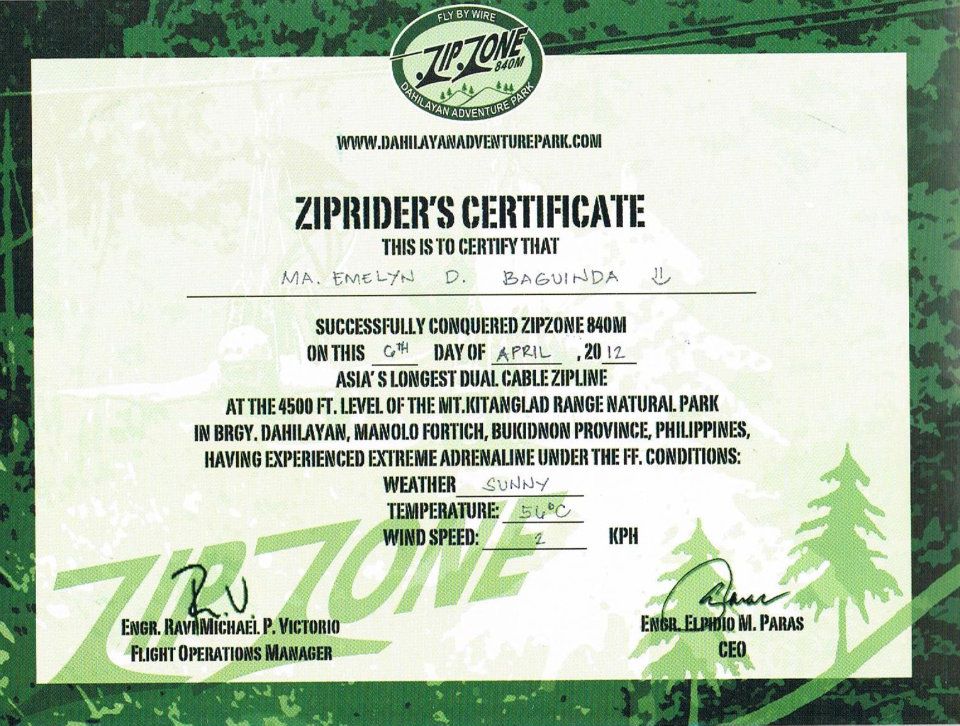 FLY BY WIRE
ZIPZONE
840M
DAHILAYAN ADVENTURE PARK
WWW.DAHILAYANADVENTUREPARK.COM
ZIPRIDER'S CERTIFICATE
THIS IS TO CERTIFY THAT
MA. EMELYN D. BAGUINDA
SUCCESSFULLY CONQUERED ZIPZONE 840M
ON THIS 6TH DAY OF APRIL, 2012
ASIA'S LONGEST DUAL CABLE ZIPLINE
AT THE 4500 FT. LEVEL OF THE MT.KITANGLAD RANGE NATURAL PARK
IN BRGY. DAHILAYAN, MANOLO FORTICH, BUKIDNON PROVINCE, PHILIPPINES,
HAVING EXPERIENCED EXTREME ADRENALINE UNDER THE FF. CONDITIONS:
WEATHER SUNNY
TEMPERATURE: 56°C
WIND SPEED: 2 KPH
ZIPZONE
R.V.
ENGR. RAVI MICHAEL P. VICTORIO
FLIGHT OPERATIONS MANAGER
ENGR. ELPIDIO M. PARAS
CEO